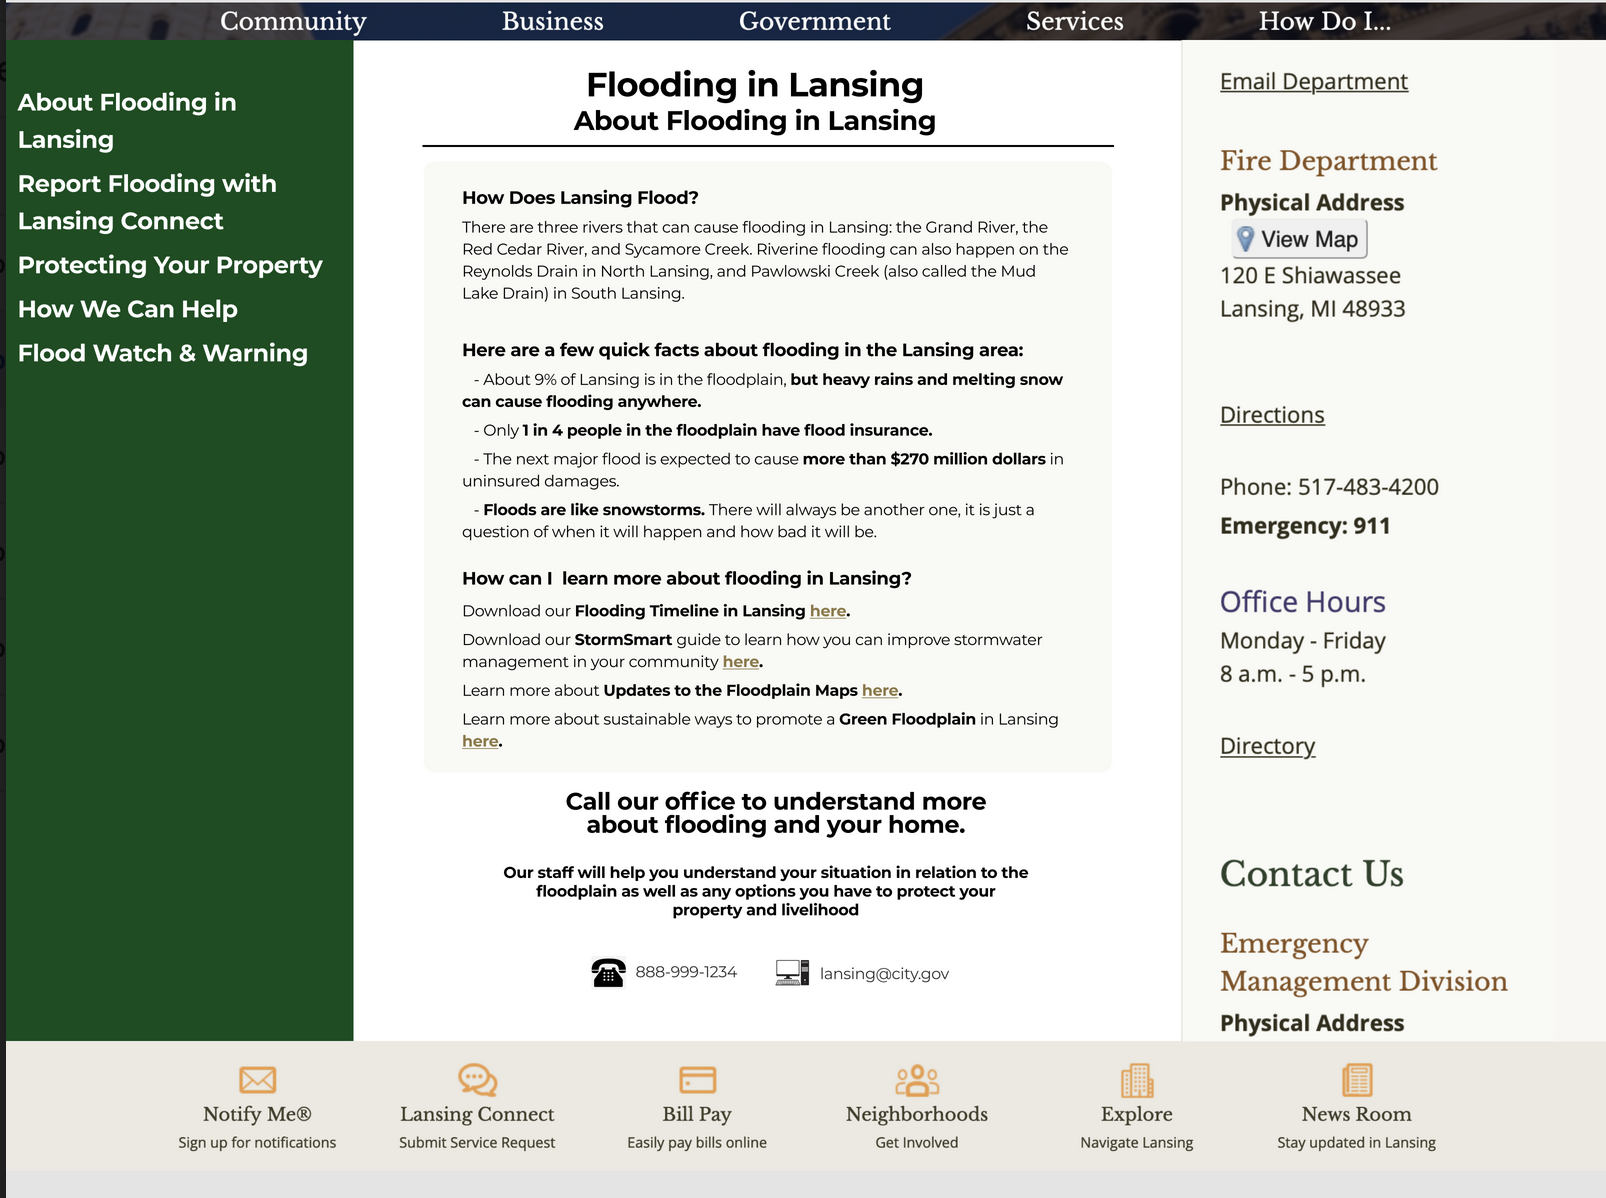 Community
Business
Government
Services
How Do I...
About Flooding in
Lansing
Report Flooding with
Lansing Connect
Protecting Your Property
How We Can Help
Flood Watch & Warning
Flooding in Lansing
About Flooding in Lansing
How Does Lansing Flood?
There are three rivers that can cause flooding in Lansing: the Grand River, the
Red Cedar River, and Sycamore Creek. Riverine flooding can also happen on the
Reynolds Drain in North Lansing, and Pawlowski Creek (also called the Mud
Lake Drain) in South Lansing.
Here are a few quick facts about flooding in the Lansing area:
- About 9% of Lansing is in the floodplain, but heavy rains and melting snow
can cause flooding anywhere.
- Only 1 in 4 people in the floodplain have flood insurance.
- The next major flood is expected to cause more than $270 million dollars in
uninsured damages.
- Floods are like snowstorms. There will always be another one, it is just a
question of when it will happen and how bad it will be.
How can I learn more about flooding in Lansing?
Download our Flooding Timeline in Lansing here.
Download our StormSmart guide to learn how you can improve stormwater
management in your community here.
Learn more about Updates to the Floodplain Maps here.
Learn more about sustainable ways to promote a Green Floodplain in Lansing
here.
Call our office to understand more
about flooding and your home.
Our staff will help you understand your situation in relation to the
floodplain as well as any options you have to protect your
property and livelihood
888-999-1234
lansing@city.gov
Email Department
Fire Department
Physical Address
View Map
120 E Shiawassee
Lansing, MI 48933
Directions
Phone: 517-483-4200
Emergency: 911
Office Hours
Monday - Friday
8 a.m. - 5 p.m.
Directory
Contact Us
Emergency
Management Division
Physical Address
Notify Me®
Sign up for notifications
Lansing Connect
Submit Service Request
Bill Pay
Easily pay bills online
Neighborhoods
Get Involved
Explore
Navigate Lansing
News Room
Stay updated in Lansing